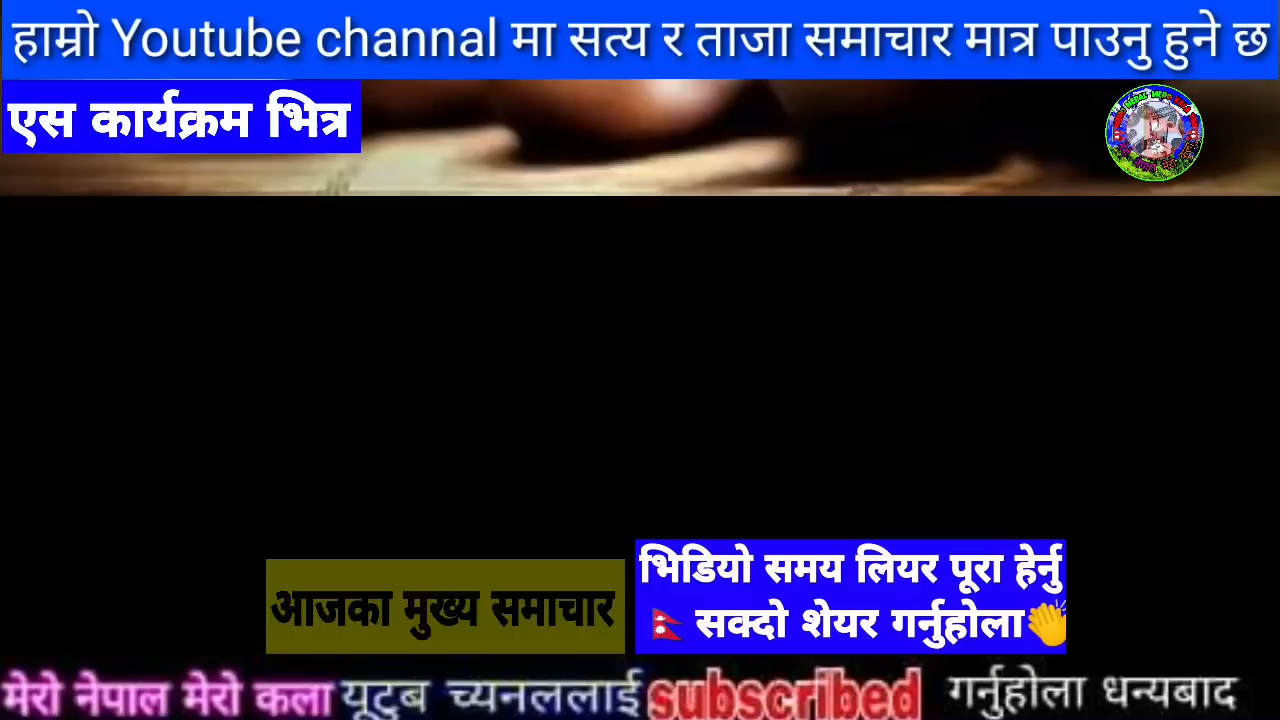 हाम्रो Youtube channal मा सत्य र ताजा समाचार मात्र पाउनु हुने छ
एस कार्यक्रम भित्र
आजका मुख्य समाचार
भिडियो समय लियर पूरा हेर्नु
🇳🇵 सक्दो शेयर गर्नुहोला👏
मेरो नेपाल मेरो कला यूटुब च्यनललाई subscribed गर्नुहोला धन्यबाद